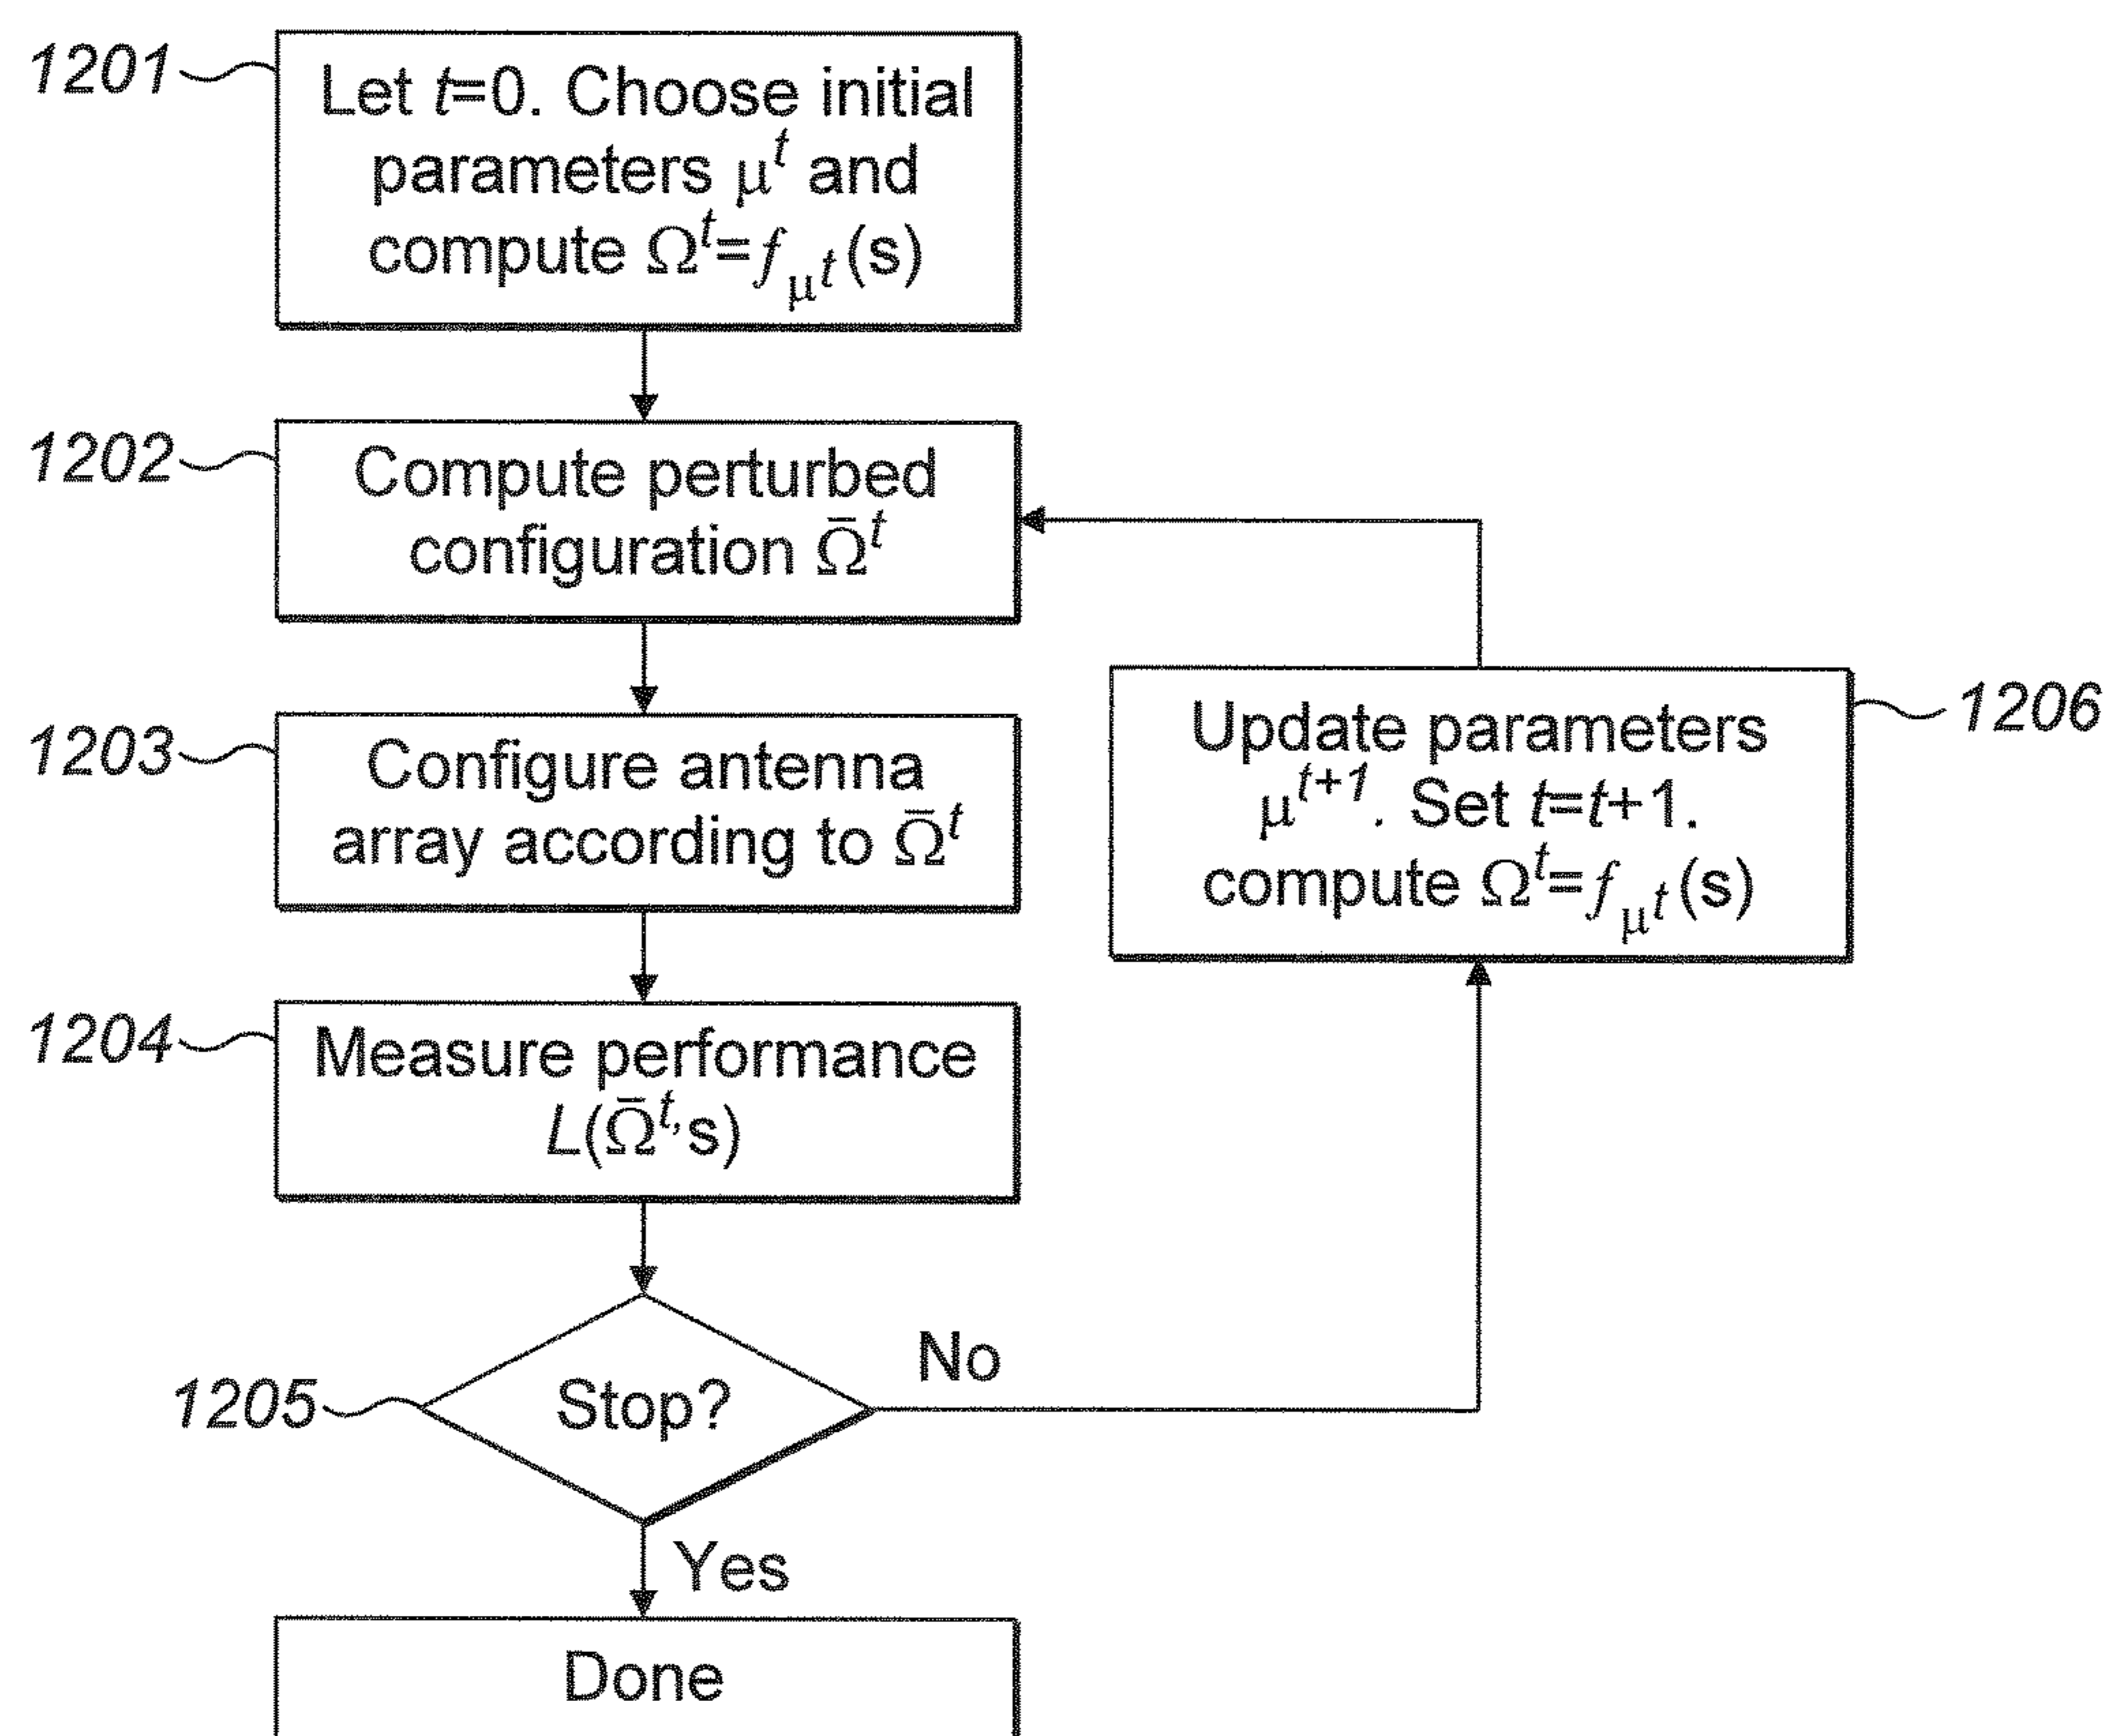 1201
Let t=0. Choose initial
parameters μ^t and
compute Ω^t=f_μ^t(s)
1202
Compute perturbed
configuration Ω̄^t
1203
Configure antenna
array according to Ω̄^t
1204
Measure performance
L(Ω̄^t,s)
1205
Stop?
No
1206
Update parameters
μ^t+1. Set t=t+1.
compute Ω^t=f_μ^t(s)
Yes
Done